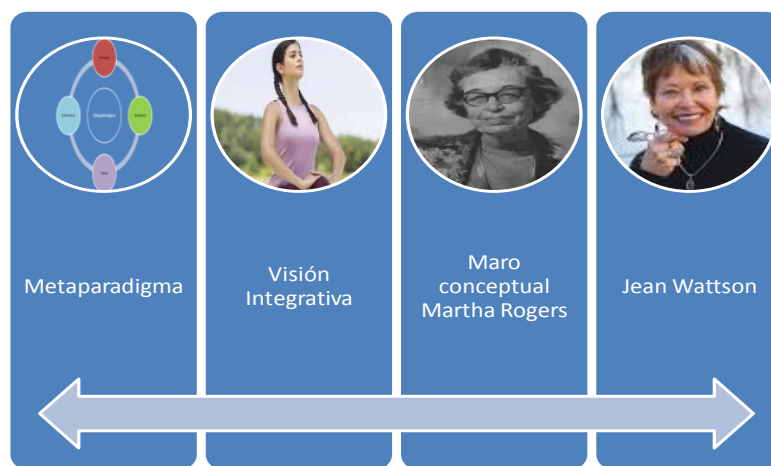 Metaparadigma
Visión
Integrativa
Maro
conceptual
Martha Rogers
Jean Wattson